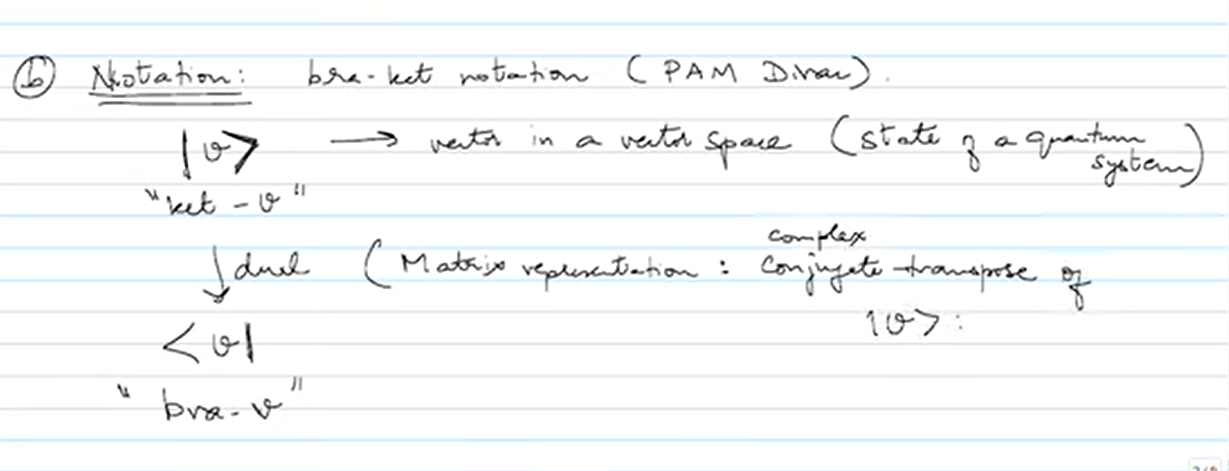 (b) Notation: bra-ket notation (PAM Dirac).
|v> → vector in a vector space (state of a quantum system)
"ket-v"
↓ dual (Matrix representation : complex conjugate transpose of
|v> :
<v|
"bra-v"